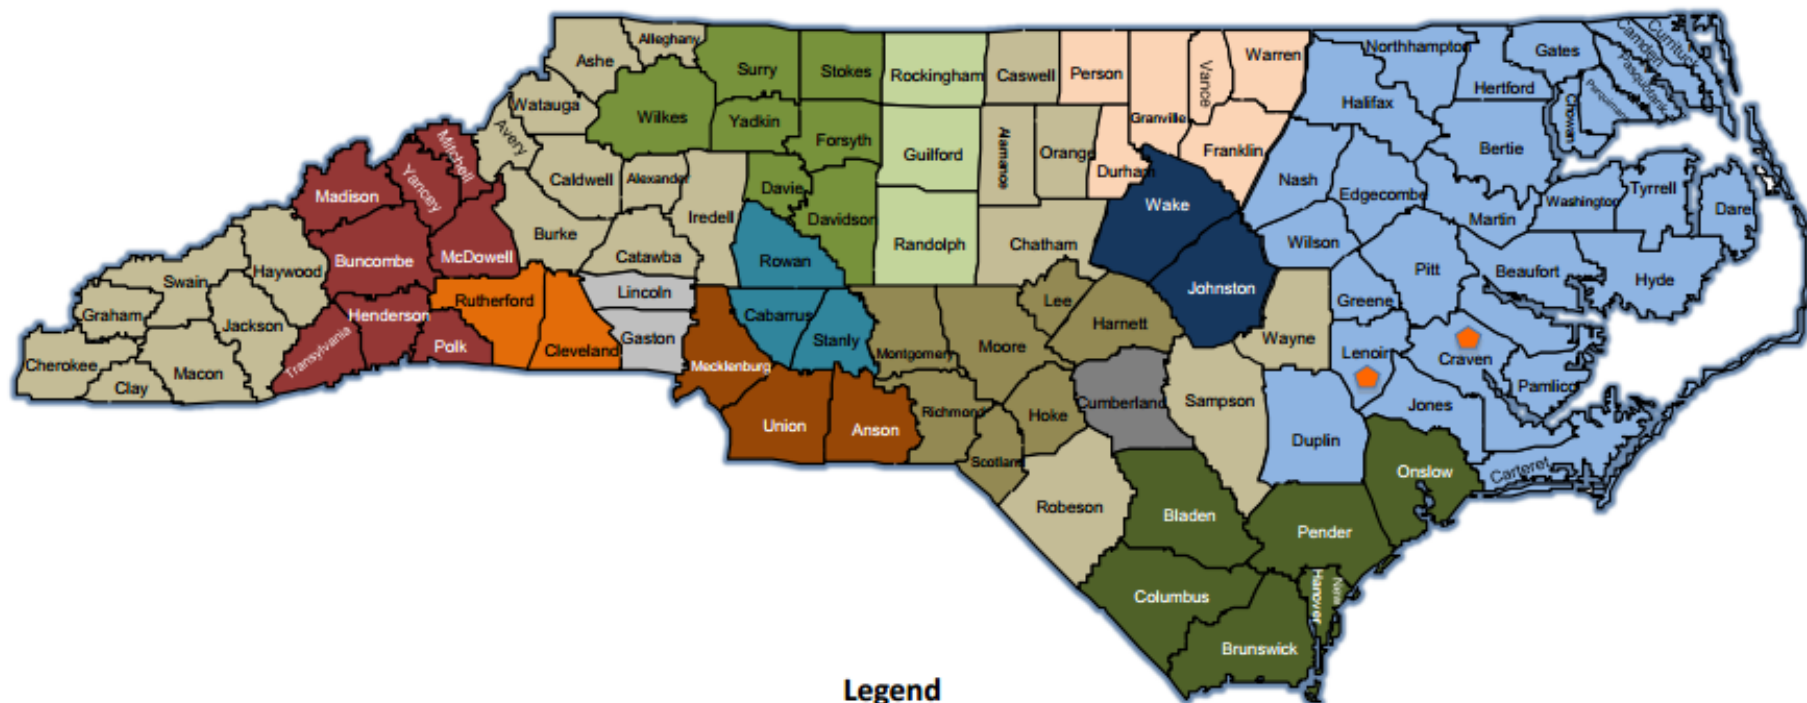 Alleghany
Ashe
Surry
Stokes
Rockingham
Caswell
Person
Vance
Warren
Northhampton
Gates
Camden
Currituck
Pasquotank
Perquimans
Hertford
Watauga
Wilkes
Yadkin
Forsyth
Guilford
Alamance
Orange
Durham
Granville
Franklin
Halifax
Chowan
Bertie
Avery
Mitchell
Yancey
Madison
Caldwell
Alexander
Davie
Davidson
Iredell
Randolph
Chatham
Wake
Nash
Edgecombe
Martin
Washington
Tyrrell
Dare
Burke
McDowell
Buncombe
Haywood
Swain
Catawba
Rowan
Wilson
Pitt
Beaufort
Hyde
Graham
Jackson
Henderson
Rutherford
Lincoln
Cabarrus
Stanly
Lee
Harnett
Johnston
Greene
Cherokee
Clay
Macon
Transylvania
Polk
Cleveland
Gaston
Mecklenburg
Montgomery
Moore
Wayne
Lenoir
Craven
Pamlico
Union
Anson
Richmond
Hoke
Cumberland
Sampson
Jones
Duplin
Scotland
Onslow
Carteret
Robeson
Bladen
Pender
Columbus
New
Hanover
Brunswick
Legend